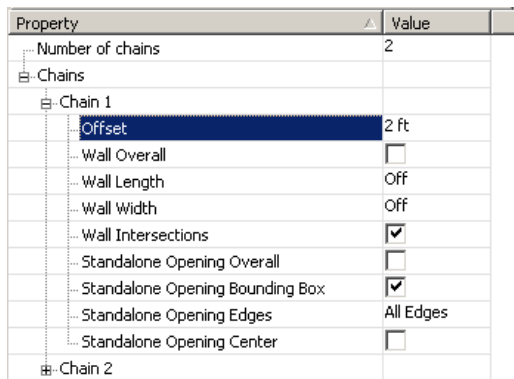 Property Value
Number of chains 2
Chains
Chain 1
Offset 2 ft
Wall Overall
Wall Length Off
Wall Width Off
Wall Intersections
Standalone Opening Overall
Standalone Opening Bounding Box
Standalone Opening Edges All Edges
Standalone Opening Center
Chain 2